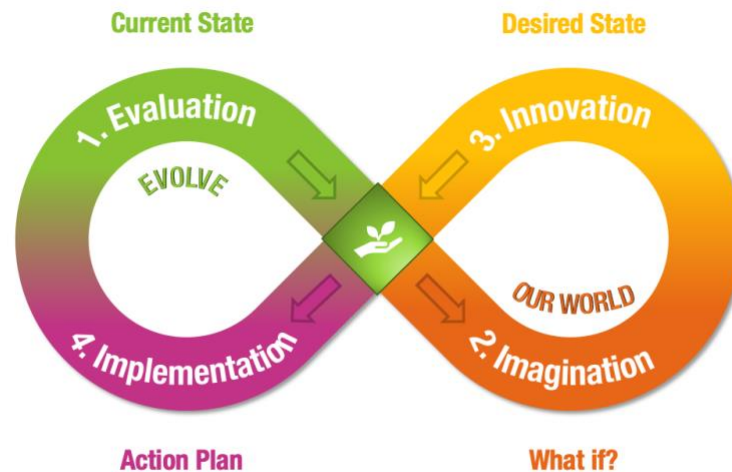 Current State
Desired State
1. Evaluation
3. Innovation
EVOLVE
OUR WORLD
4. Implementation
2. Imagination
Action Plan
What if?